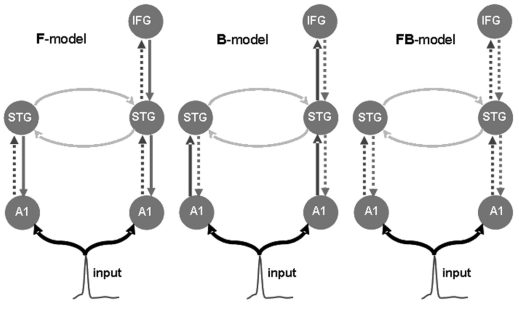 F-model
IFG
STG
STG
A1
A1
input
B-model
IFG
STG
STG
A1
A1
input
FB-model
IFG
STG
STG
A1
A1
input